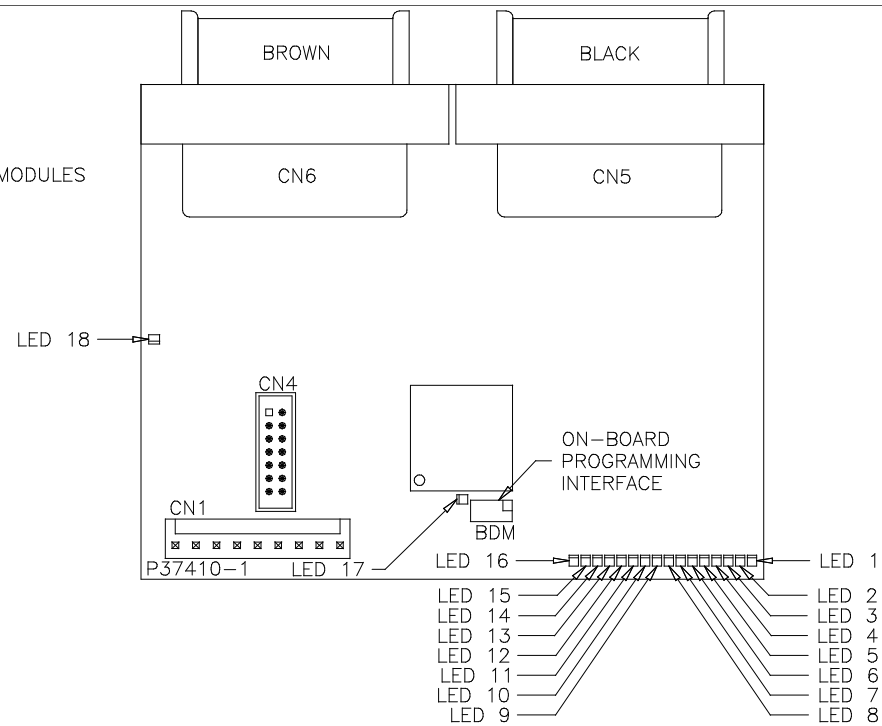 BROWN
BLACK
MODULES
CN6
CN5
LED 18
CN4
ON-BOARD
PROGRAMMING
INTERFACE
CN1
BDM
P37410-1
LED 17
LED 16
LED 1
LED 15
LED 2
LED 14
LED 3
LED 13
LED 4
LED 12
LED 5
LED 11
LED 6
LED 10
LED 7
LED 9
LED 8